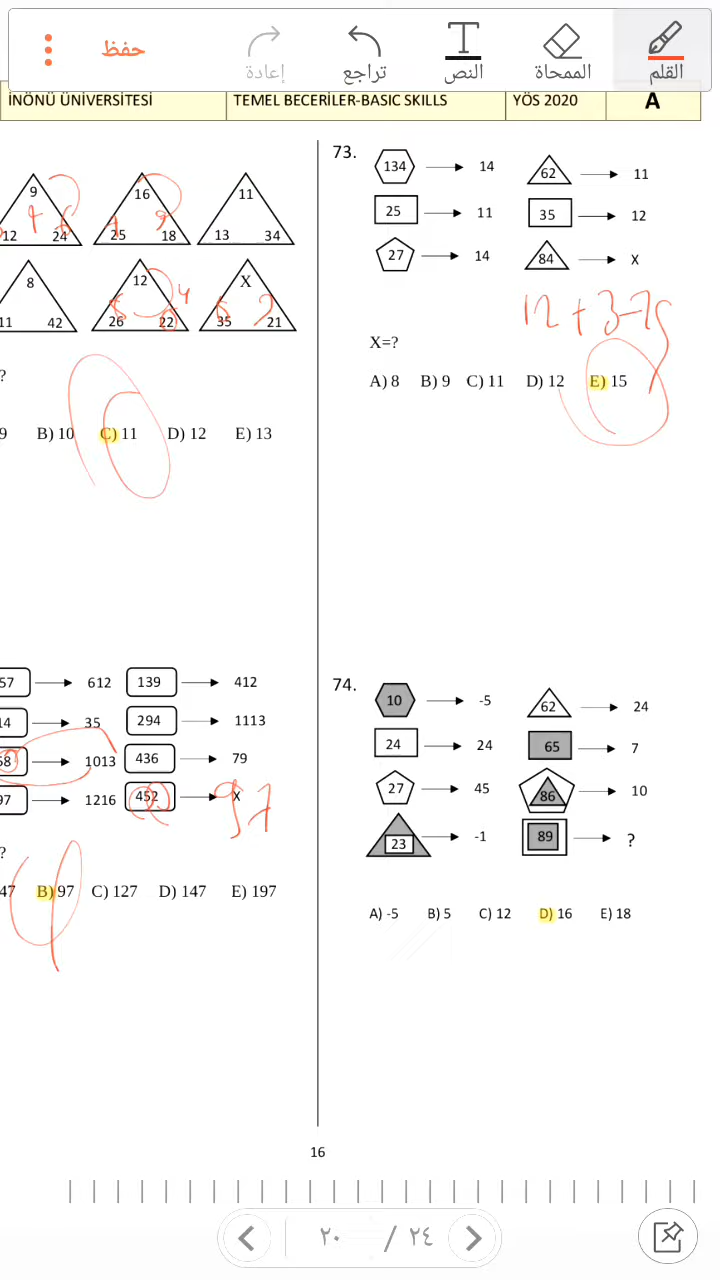 حفظ
إعادة
تراجع
النص
الممحاة
القلم
İNÖNÜ ÜNİVERSİTESİ TEMEL BECERİLER-BASIC SKILLS YÖS 2020 A
9 16 11
12 24 25 18 13 34
8 12 X
11 42 26 22 35 21
?
9 B) 10 C) 11 D) 12 E) 13
73.
134 14 62 11
25 11 35 12
27 14 84 X
X=?
A) 8 B) 9 C) 11 D) 12 E) 15
57 612 139 412
14 35 294 1113
58 1013 436 79
97 1216 452 X
97
?
47 B) 97 C) 127 D) 147 E) 197
74.
10 -5 62 24
24 24 65 7
27 45 86 10
23 -1 89 ?
A) -5 B) 5 C) 12 D) 16 E) 18
16
٢٠ / ٢٤